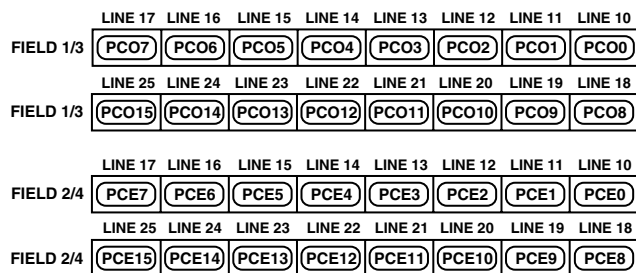 LINE 17 LINE 16 LINE 15 LINE 14 LINE 13 LINE 12 LINE 11 LINE 10
FIELD 1/3 PCO7 PCO6 PCO5 PCO4 PCO3 PCO2 PCO1 PCO0
LINE 25 LINE 24 LINE 23 LINE 22 LINE 21 LINE 20 LINE 19 LINE 18
FIELD 1/3 PCO15 PCO14 PCO13 PCO12 PCO11 PCO10 PCO9 PCO8
LINE 17 LINE 16 LINE 15 LINE 14 LINE 13 LINE 12 LINE 11 LINE 10
FIELD 2/4 PCE7 PCE6 PCE5 PCE4 PCE3 PCE2 PCE1 PCE0
LINE 25 LINE 24 LINE 23 LINE 22 LINE 21 LINE 20 LINE 19 LINE 18
FIELD 2/4 PCE15 PCE14 PCE13 PCE12 PCE11 PCE10 PCE9 PCE8